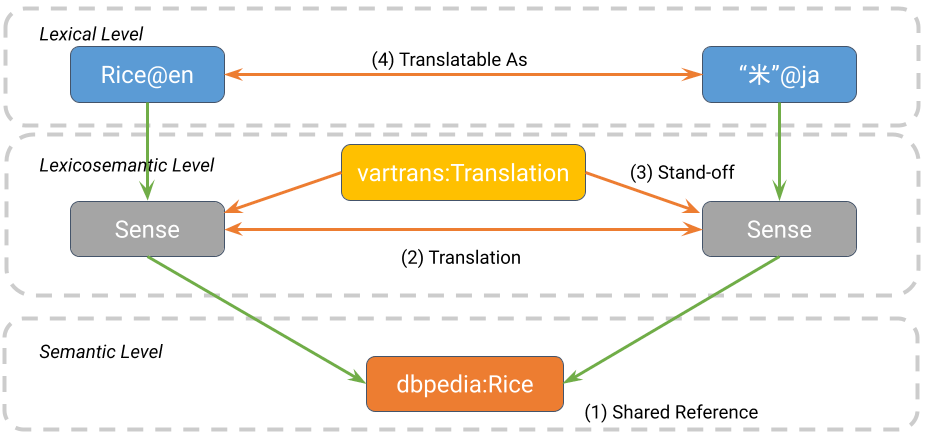 Lexical Level
(4) Translatable As
Rice@en
“米”@ja
Lexicosemantic Level
vartrans:Translation
(3) Stand-off
Sense
Sense
(2) Translation
Semantic Level
dbpedia:Rice
(1) Shared Reference